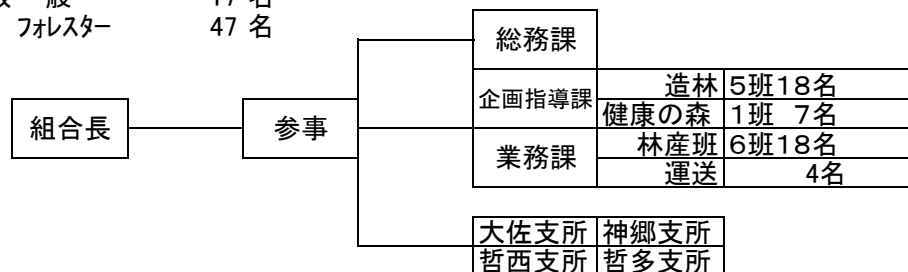 フォレスター 47 名
総務課
企画指導課 造林 5班18名
健康の森 1班 7名
組合長 参事
業務課 林産班 6班18名
運送 4名
大佐支所 神郷支所
哲西支所 哲多支所